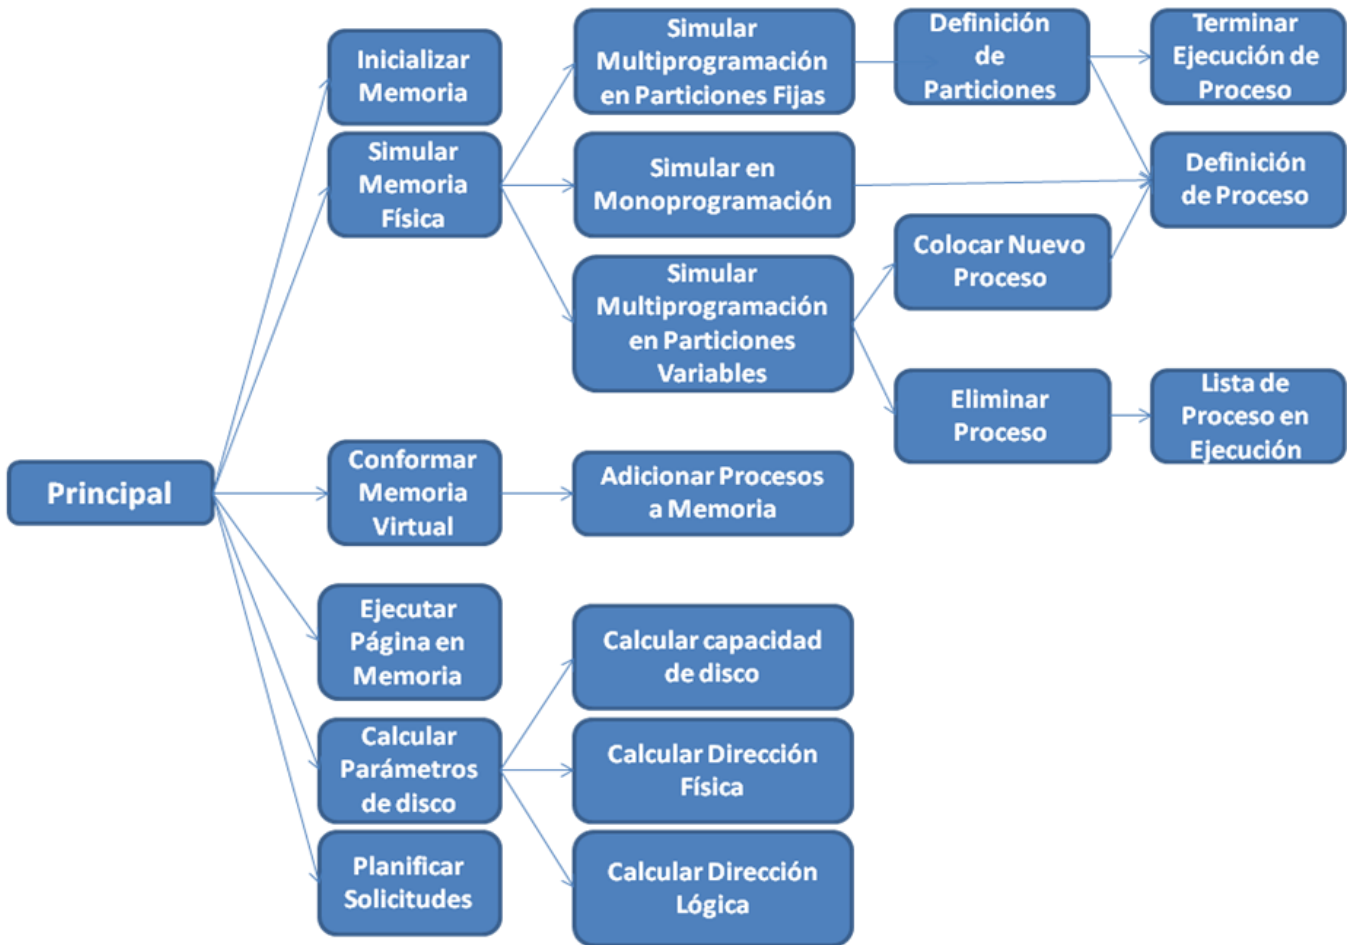 Principal
Inicializar
Memoria
Simular
Memoria
Física
Conformar
Memoria
Virtual
Ejecutar
Página en
Memoria
Calcular
Parámetros
de disco
Planificar
Solicitudes
Simular
Multiprogramación
en Particiones Fijas
Simular en
Monoprogramación
Simular
Multiprogramación
en Particiones
Variables
Adicionar Procesos
a Memoria
Calcular capacidad
de disco
Calcular Dirección
Física
Calcular Dirección
Lógica
Definición
de
Particiones
Colocar Nuevo
Proceso
Eliminar
Proceso
Terminar
Ejecución de
Proceso
Definición
de Proceso
Lista de
Proceso en
Ejecución